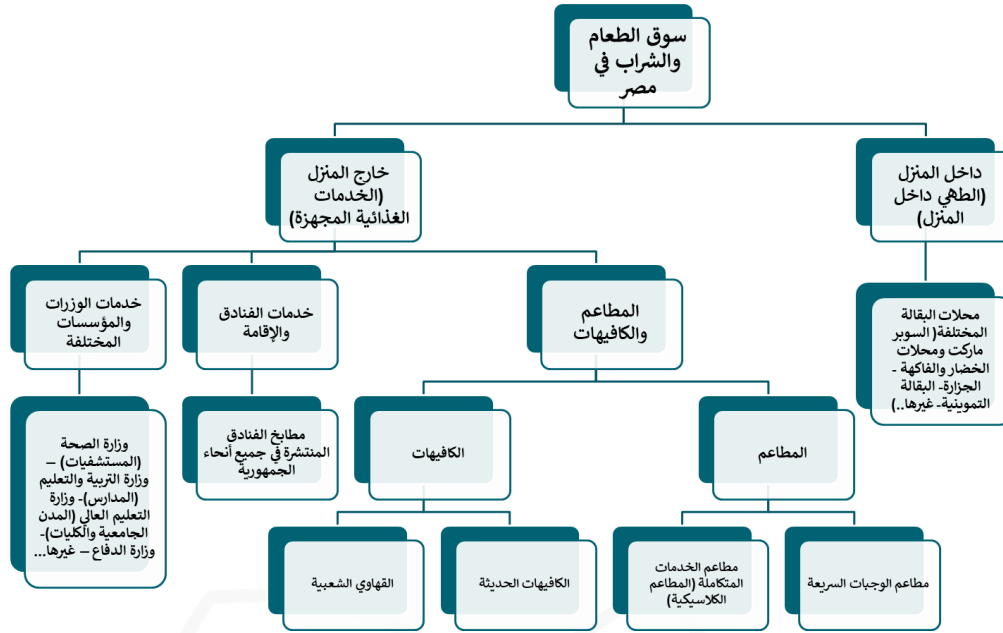 سوق الطعام
والشراب في
مصر
داخل المنزل
(الطهي داخل
المنزل)
خارج المنزل
(الخدمات
الغذائية المجهزة)
محلات البقالة
المختلفة( السوبر
ماركت ومحلات
الخضار والفاكهة -
الجزارة- البقالة
التموينية- غيرها..)
المطاعم
والكافيهات
خدمات الفنادق
والإقامة
خدمات الوزرات
والمؤسسات
المختلفة
المطاعم
الكافيهات
مطابخ الفنادق
المنتشرة في جميع أنحاء
الجمهورية
وزارة الصحة
(المستشفيات) –
وزارة التربية والتعليم
(المدارس)- وزارة
التعليم العالي (المدن
الجامعية والكليات)-
وزارة الدفاع – غيرها...
مطاعم الوجبات السريعة
مطاعم الخدمات
المتكاملة (المطاعم
الكلاسيكية)
الكافيهات الحديثة
القهاوي الشعبية